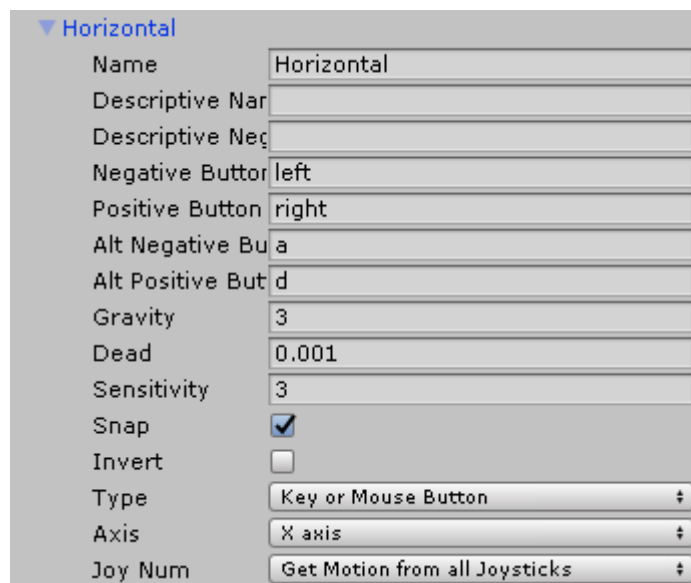 Horizontal
Name Horizontal
Descriptive Nar
Descriptive Neg
Negative Buttor left
Positive Button right
Alt Negative Bu a
Alt Positive But d
Gravity 3
Dead 0.001
Sensitivity 3
Snap
Invert
Type Key or Mouse Button
Axis X axis
Joy Num Get Motion from all Joysticks